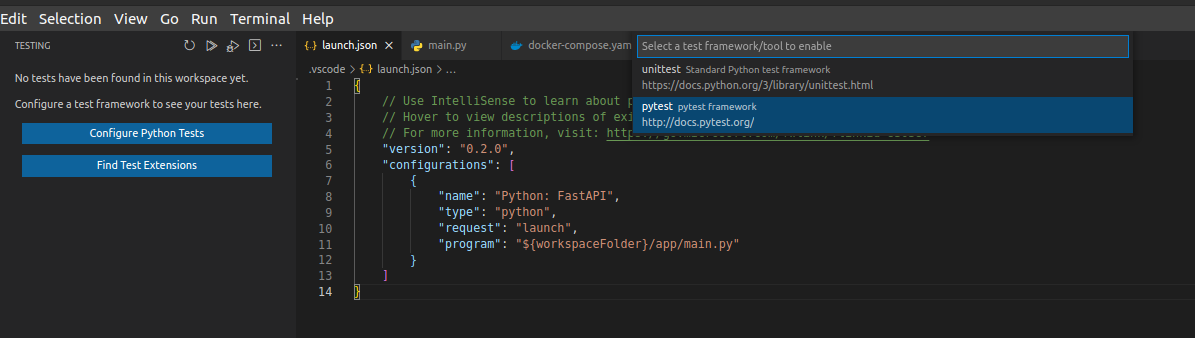 Edit Selection View Go Run Terminal Help
TESTING
No tests have been found in this workspace yet.
Configure a test framework to see your tests here.
Configure Python Tests
Find Test Extensions
{..} launch.json × main.py docker-compose.yam
.vscode > {..} launch.json > ...
Select a test framework/tool to enable
unittest Standard Python test framework
https://docs.python.org/3/library/unittest.html
pytest pytest framework
http://docs.pytest.org/
1 {
2 // Use IntelliSense to learn about p
3 // Hover to view descriptions of exi
4 // For more information, visit:
5 "version": "0.2.0",
6 "configurations": [
7 {
8 "name": "Python: FastAPI",
9 "type": "python",
10 "request": "launch",
11 "program": "${workspaceFolder}/app/main.py"
12 }
13 ]
14 }